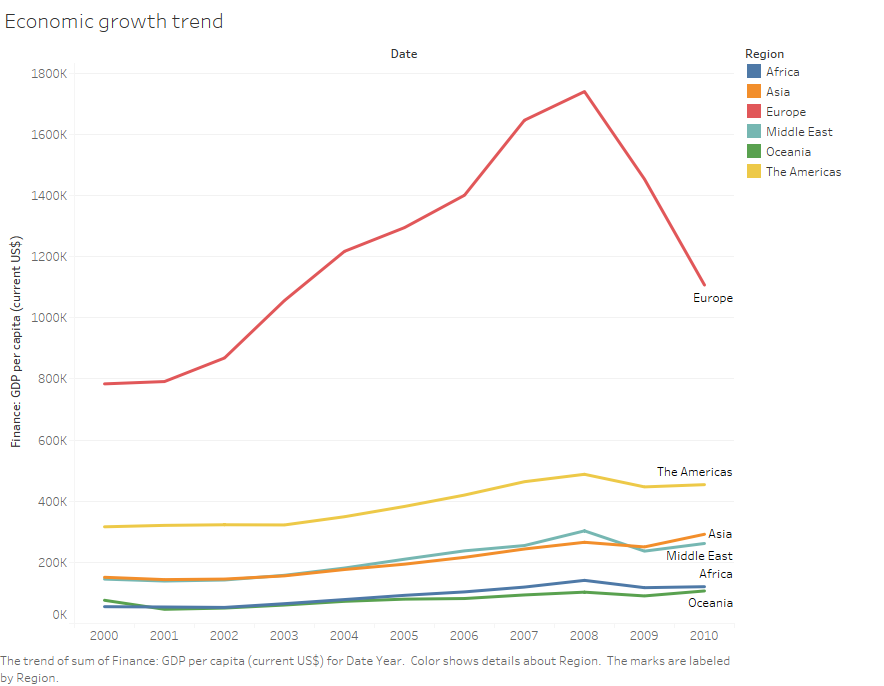 Economic growth trend
Date
Finance: GDP per capita (current US$)
1800K
1600K
1400K
1200K
1000K
800K
600K
400K
200K
0K
Europe
The Americas
Asia
Middle East
Africa
Oceania
2000 2001 2002 2003 2004 2005 2006 2007 2008 2009 2010
Region
Africa
Asia
Europe
Middle East
Oceania
The Americas
The trend of sum of Finance: GDP per capita (current US$) for Date Year.  Color shows details about Region.  The marks are labeled
by Region.